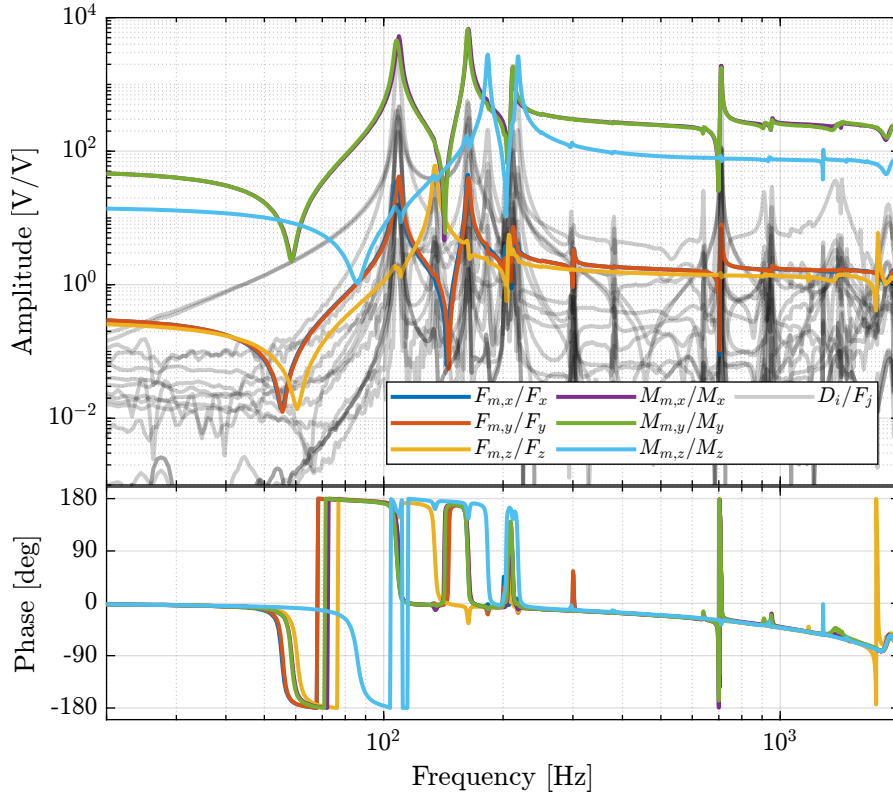 10^4
10^2
10^0
10^{-2}
Amplitude [V/V]
F_{m,x}/F_x M_{m,x}/M_x D_i/F_j
F_{m,y}/F_y M_{m,y}/M_y
F_{m,z}/F_z M_{m,z}/M_z
180
90
0
-90
-180
Phase [deg]
10^2 10^3
Frequency [Hz]